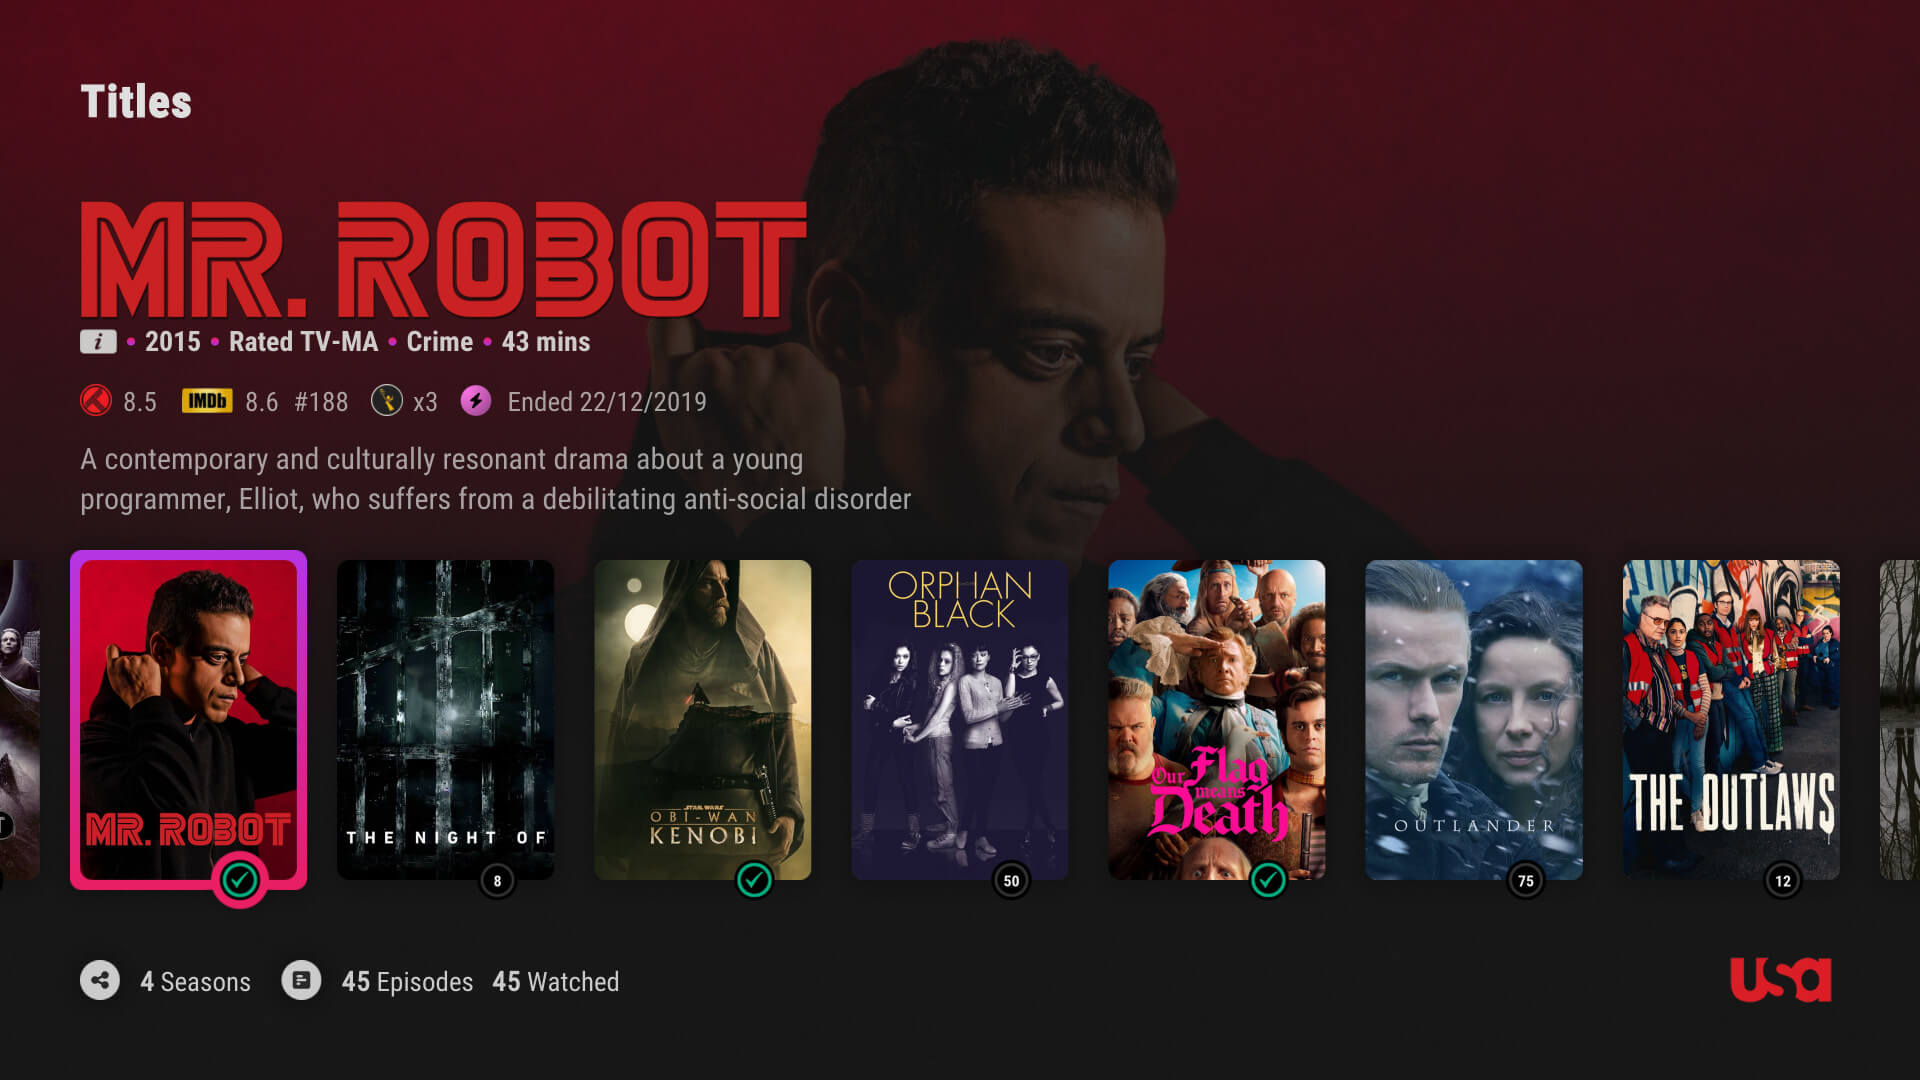 Titles
MR. ROBOT
i • 2015 • Rated TV-MA • Crime • 43 mins
8.5 IMDb 8.6 #188 x3 Ended 22/12/2019
A contemporary and culturally resonant drama about a young
programmer, Elliot, who suffers from a debilitating anti-social disorder
MR. ROBOT
THE NIGHT OF
8
STAR WARS
OBI-WAN
KENOBI
ORPHAN
BLACK
50
Our Flag
means
Death
OUTLANDER
75
THE OUTLAWS
12
4 Seasons 45 Episodes 45 Watched
usa